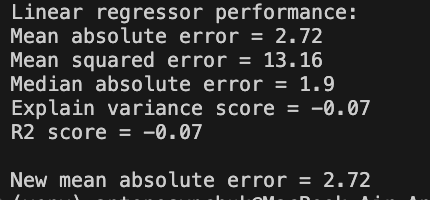 Linear regressor performance:
Mean absolute error = 2.72
Mean squared error = 13.16
Median absolute error = 1.9
Explain variance score = -0.07
R2 score = -0.07
New mean absolute error = 2.72